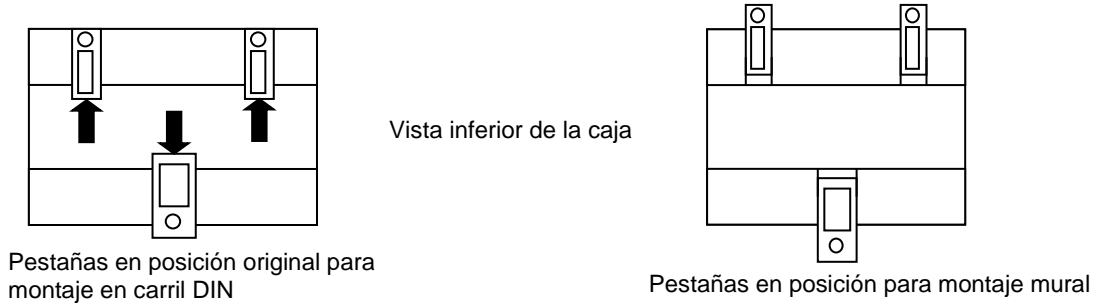 Vista inferior de la caja
Pestañas en posición original para
montaje en carril DIN
Pestañas en posición para montaje mural